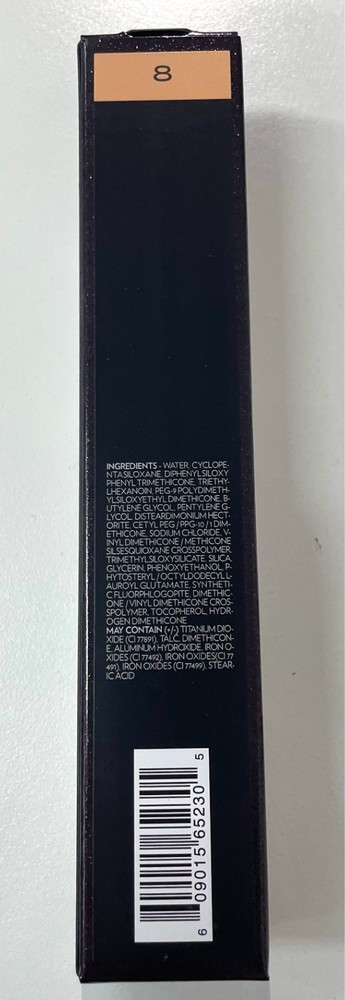 8
INGREDIENTS - WATER, CYCLOPE-
NTASILOXANE, DIPHENYLSILOXY
PHENYL TRIMETHICONE, TRIETHY-
LHEXANOIN, PEG-9 POLYDIMETH-
YLSILOXYETHYL DIMETHICONE, B-
UTYLENE GLYCOL, PENTYLENE G-
LYCOL, DISTEARDIMONIUM HECT-
ORITE, CETYL PEG / PPG-10 / 1 DIM-
ETHICONE, SODIUM CHLORIDE, V-
INYL DIMETHICONE / METHICONE
SILSESQUIOXANE CROSSPOLYMER,
TRIMETHYLSILOXYSILICATE, SILICA,
GLYCERIN, PHENOXYETHANOL, P-
HYTOSTERYL / OCTYLDODECYL L-
AUROYL GLUTAMATE, SYNTHETI-
C FLUORPHLOGOPITE, DIMETHIC-
ONE / VINYL DIMETHICONE CROS-
SPOLYMER, TOCOPHEROL, HYDR-
OGEN DIMETHICONE
MAY CONTAIN (+/-) TITANIUM DIO-
XIDE (CI 77891), TALC, DIMETHICON-
E, ALUMINUM HYDROXIDE, IRON O-
XIDES (CI 77492), IRON OXIDES(CI 77
491), IRON OXIDES (CI 77499), STEAR-
IC ACID
6 09015 65230 5